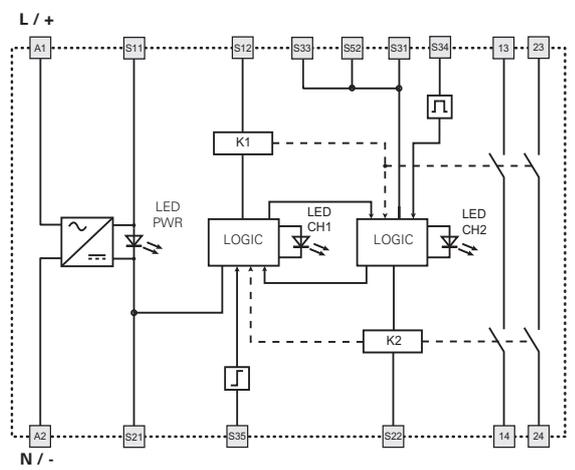 L / +
A1
S11
S12
S33
S52
S31
S34
13
23
K1
LED
PWR
LOGIC
LED
CH1
LOGIC
LED
CH2
K2
A2
S21
S35
S22
14
24
N / -